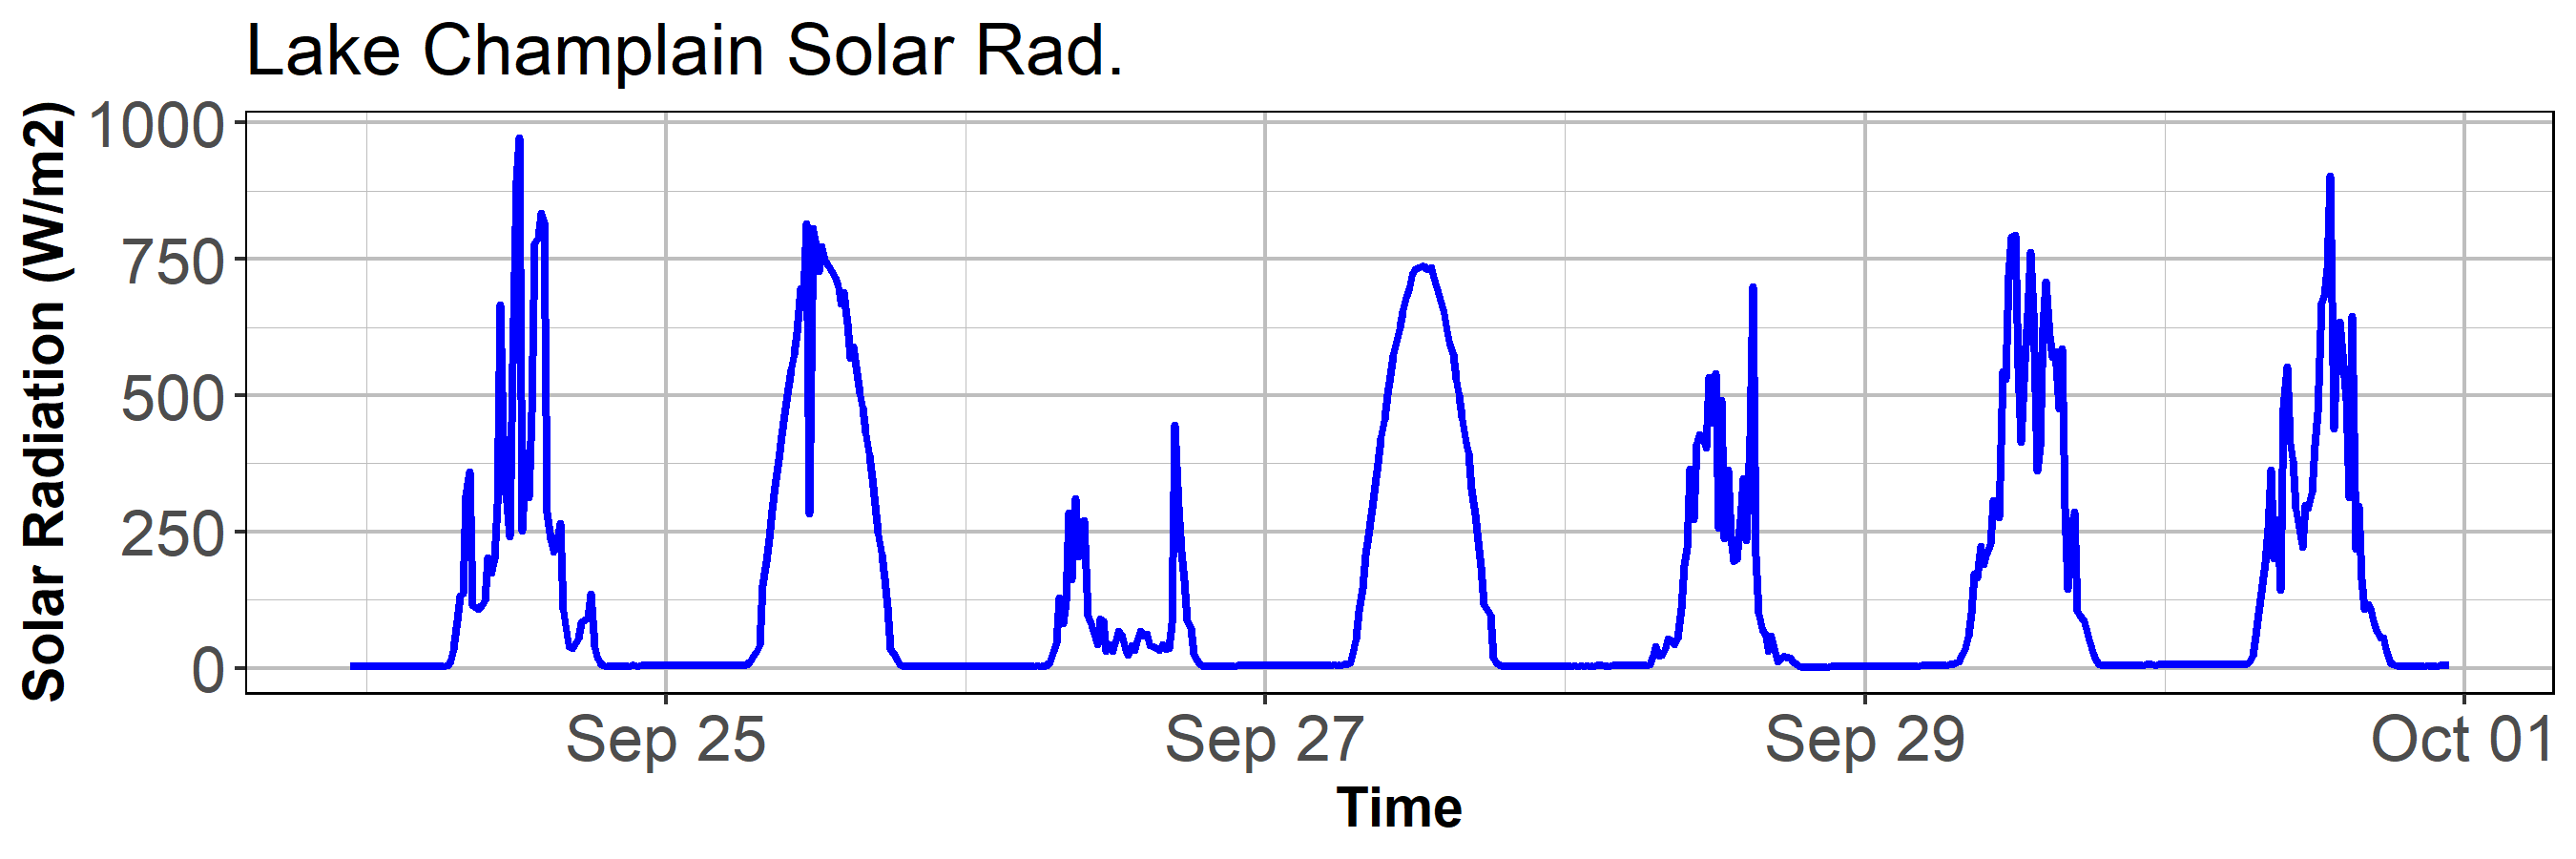 Lake Champlain Solar Rad.
Solar Radiation (W/m2)
1000
750
500
250
0
Sep 25
Sep 27
Sep 29
Oct 01
Time